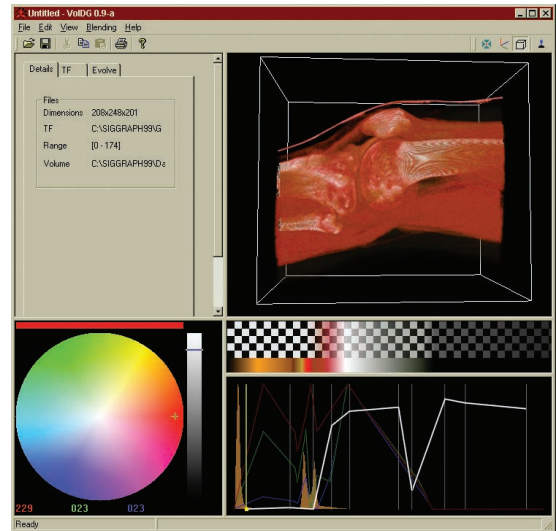 Untitled - VolDG 0.9-a
File Edit View Blending Help
Details TF Evolve
Files
Dimensions 208x248x201
TF C:\SIGGRAPH99\G
Range [0 - 174]
Volume C:\SIGGRAPH99\Da
229 023 023
Ready